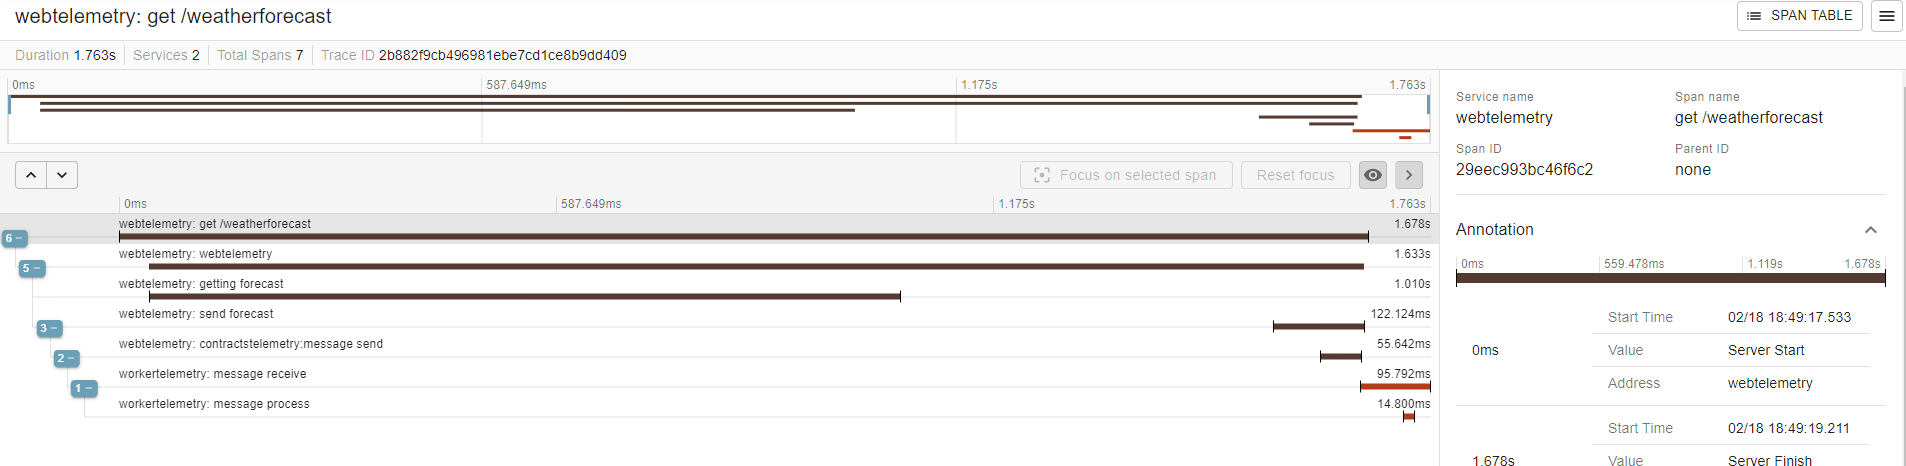 webtelemetry: get /weatherforecast
SPAN TABLE
Duration 1.763s Services 2 Total Spans 7 Trace ID 2b882f9cb496981ebe7cd1ce8b9dd409
0ms 587.649ms 1.175s 1.763s
Focus on selected span Reset focus
0ms 587.649ms 1.175s 1.763s
webtelemetry: get /weatherforecast 1.678s
6 −
webtelemetry: webtelemetry 1.633s
5 −
webtelemetry: getting forecast 1.010s
webtelemetry: send forecast 122.124ms
3 −
webtelemetry: contractstelemetry:message send 55.642ms
2 −
workertelemetry: message receive 95.792ms
1 −
workertelemetry: message process 14.800ms
Service name Span name
webtelemetry get /weatherforecast
Span ID Parent ID
29eec993bc46f6c2 none
Annotation
0ms 559.478ms 1.119s 1.678s
Start Time 02/18 18:49:17.533
0ms Value Server Start
Address webtelemetry
Start Time 02/18 18:49:19.211
1.678s Value Server Finish